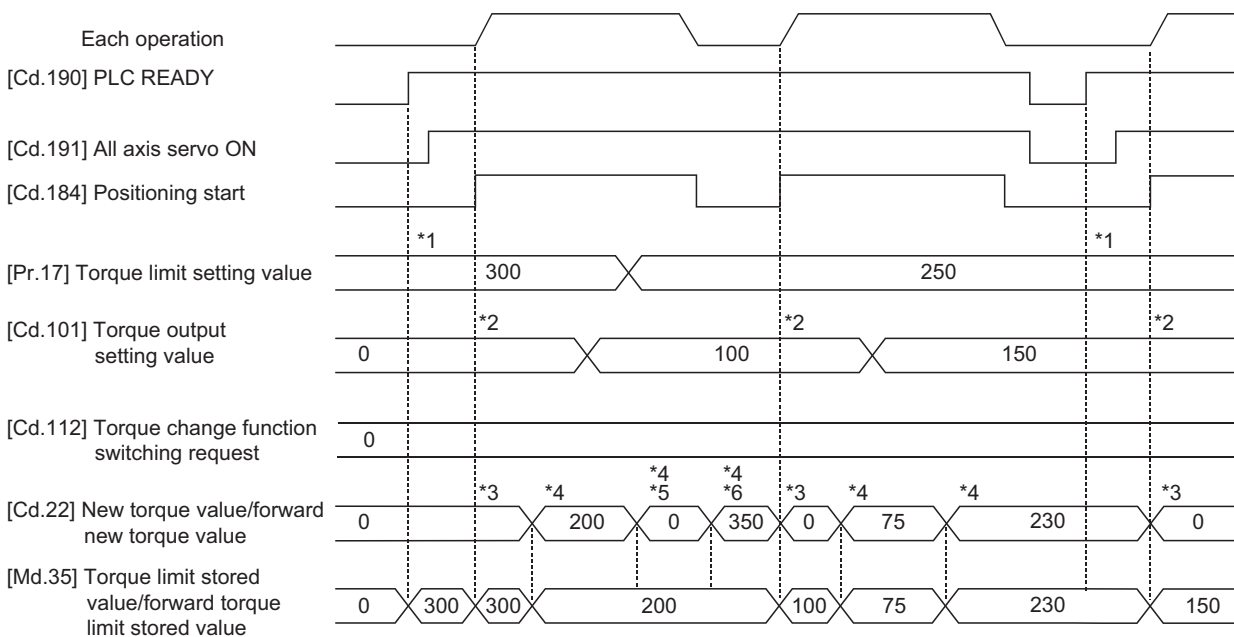 Each operation
[Cd.190] PLC READY
[Cd.191] All axis servo ON
[Cd.184] Positioning start
*1 *1
[Pr.17] Torque limit setting value 300 250
*2 *2 *2
[Cd.101] Torque output
setting value 0 100 150
[Cd.112] Torque change function
switching request 0
*4 *4
*3 *4 *5 *6 *3 *4 *4 *3
[Cd.22] New torque value/forward
new torque value 0 200 0 350 0 75 230 0
[Md.35] Torque limit stored
value/forward torque
limit stored value 0 300 300 200 100 75 230 150